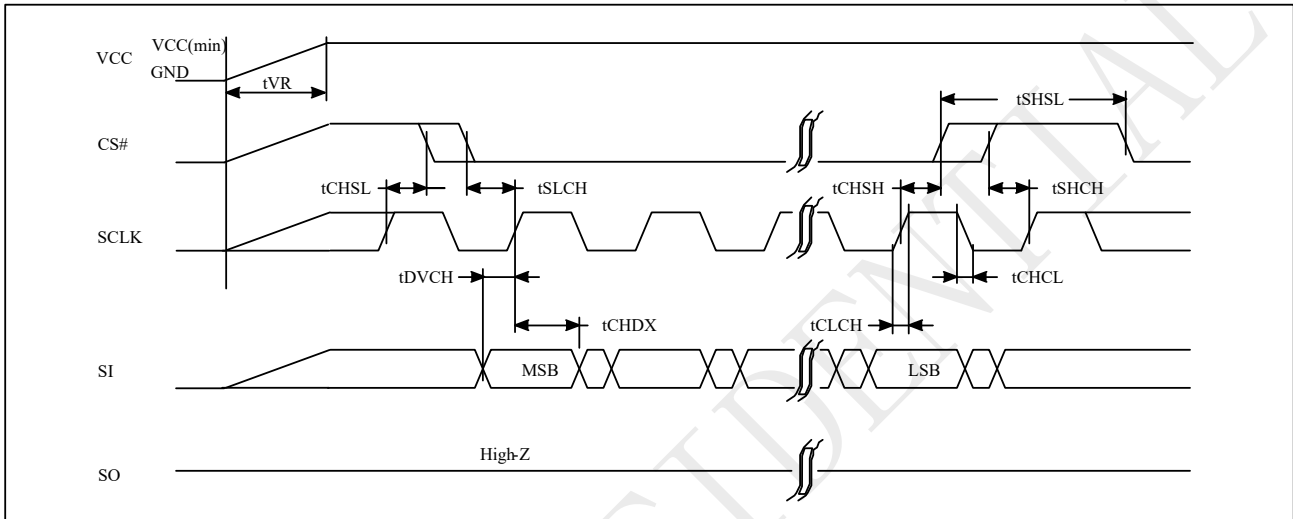 VCC
VCC(min)
GND
tVR
tSHSL
CS#
tCHSL
tSLCH
tCHSH
tSHCH
SCLK
tDVCH
tCHCL
tCHDX
tCLCH
SI
MSB
LSB
High-Z
SO